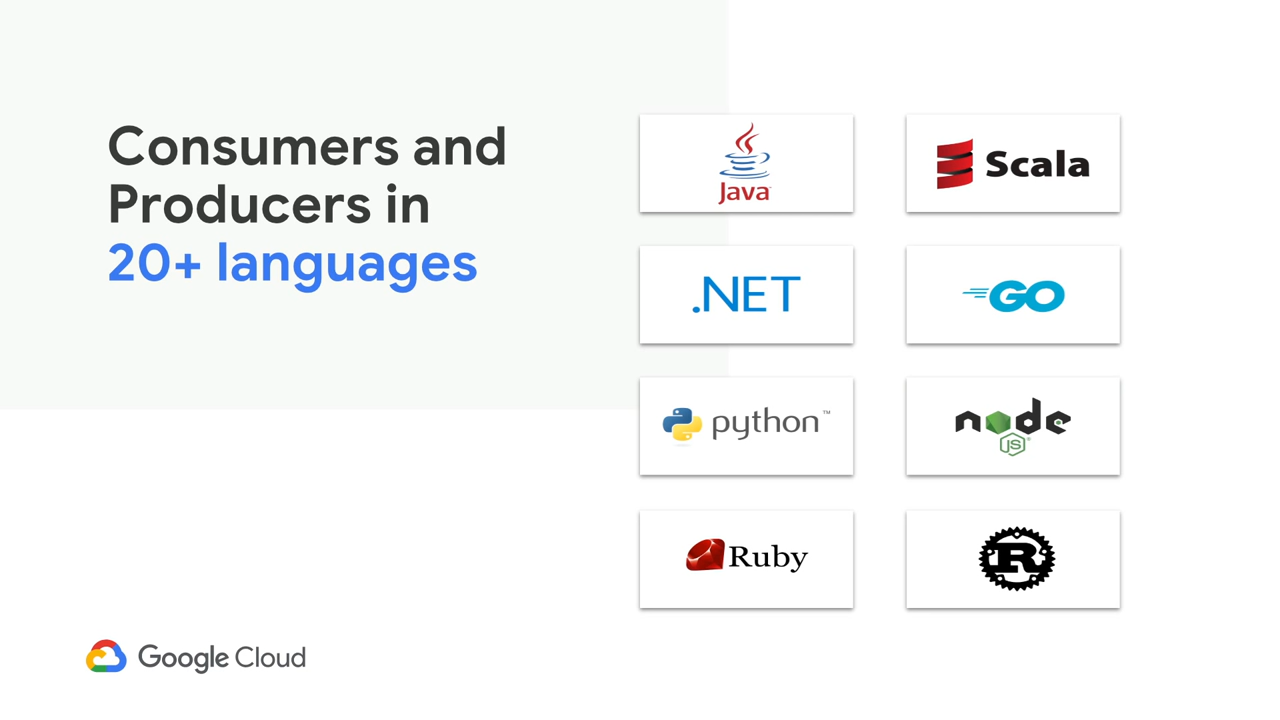 Consumers and
Producers in
20+ languages
Java
Scala
.NET
GO
python™
node
JS
Ruby
R
Google Cloud